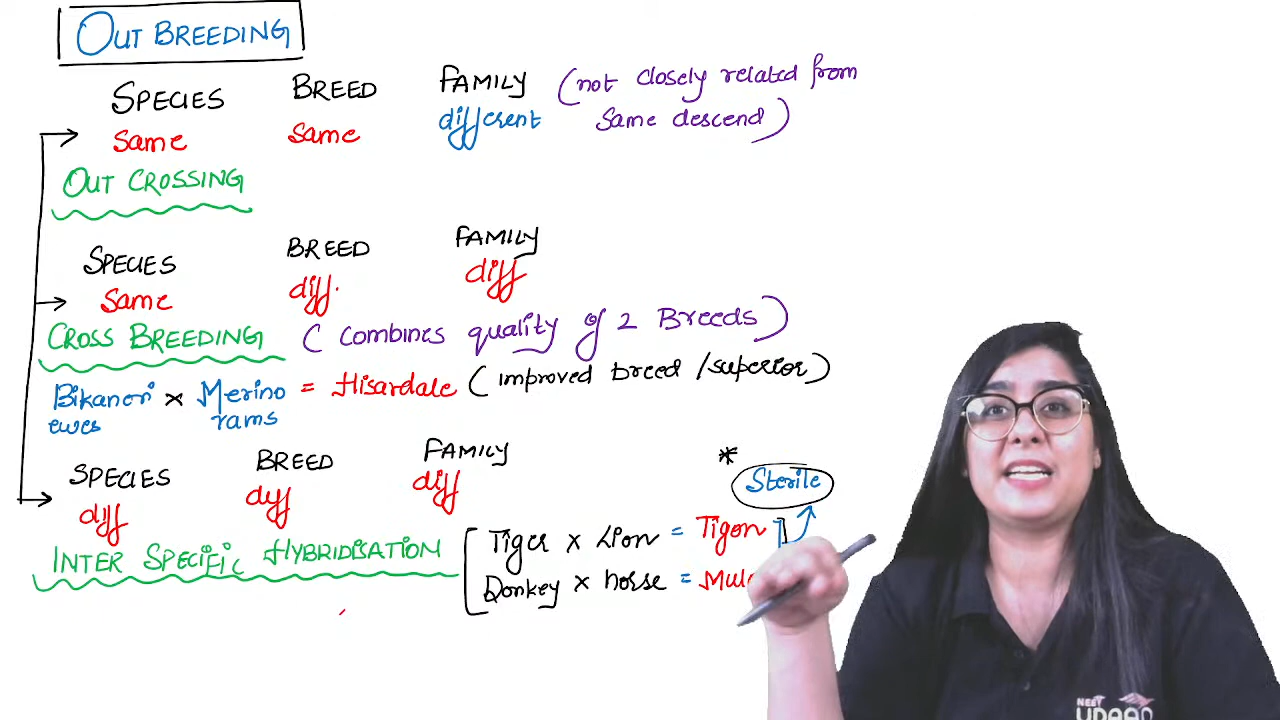 OUT BREEDING
SPECIES BREED FAMILY (not closely related from
Same Same different Same descend)
OUT CROSSING
SPECIES BREED FAMILY
Same diff. diff
CROSS BREEDING (Combines quality of 2 Breeds)
Bikaneri × Merino = Hisardale (improved breed /superior)
ewes rams
SPECIES BREED FAMILY
diff diff diff
* Sterile
INTER SPECIFIC HYBRIDISATION
Tiger × Lion = Tigon
Donkey × horse = Mule
NEET
UDAAN